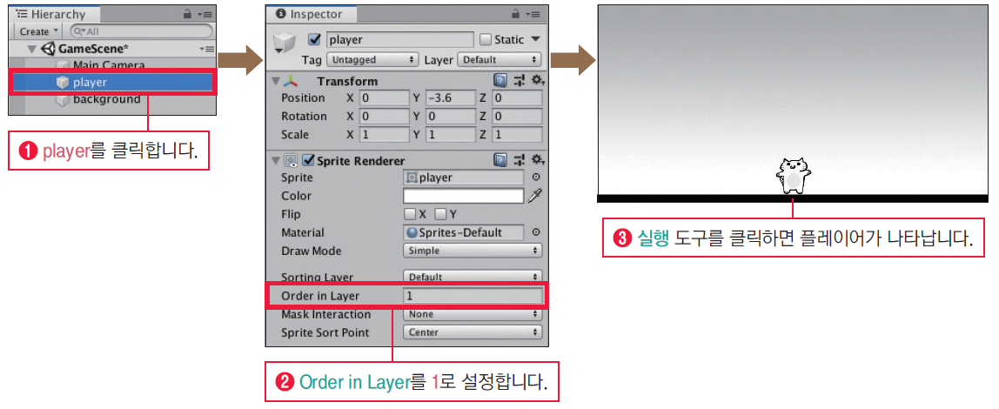 Hierarchy
Create
All
GameScene*
Main Camera
player
background
❶ player를 클릭합니다.
Inspector
player
Static
Tag Untagged Layer Default
Transform
Position X 0 Y -3.6 Z 0
Rotation X 0 Y 0 Z 0
Scale X 1 Y 1 Z 1
Sprite Renderer
Sprite player
Color
Flip X Y
Material Sprites-Default
Draw Mode Simple
Sorting Layer Default
Order in Layer 1
Mask Interaction None
Sprite Sort Point Center
❷ Order in Layer를 1로 설정합니다.
❸ 실행 도구를 클릭하면 플레이어가 나타납니다.